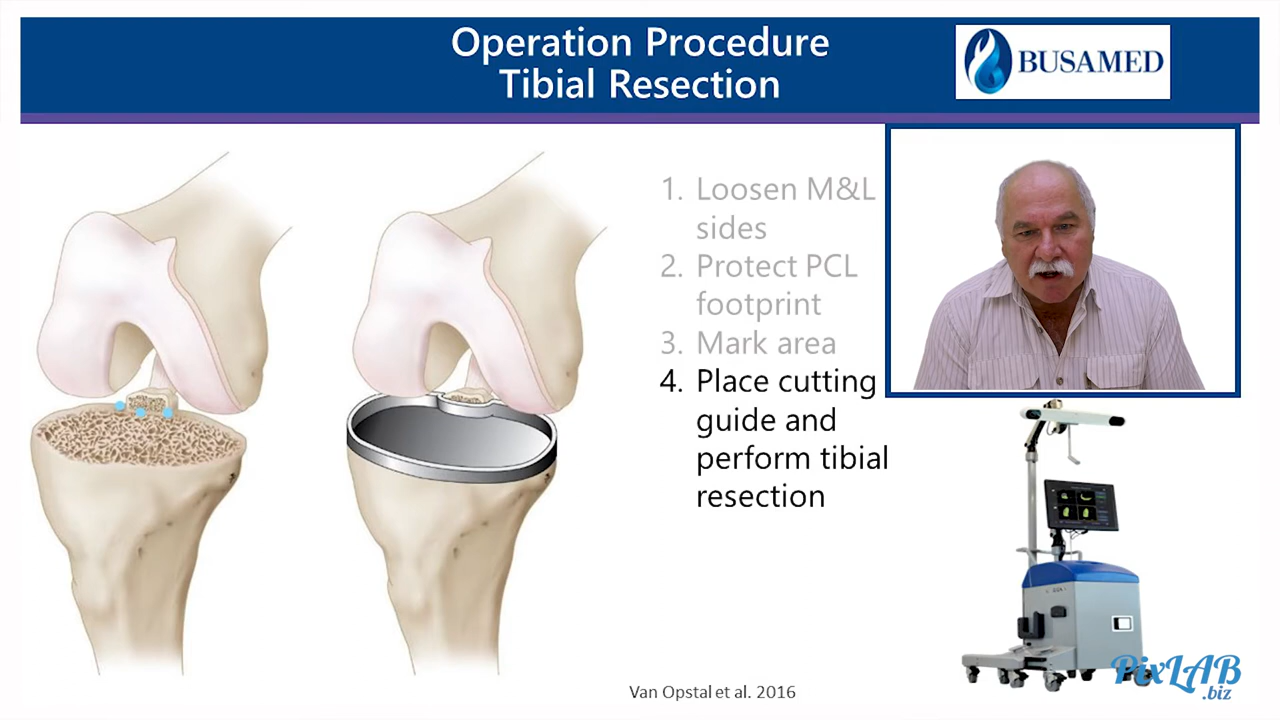 Operation Procedure
Tibial Resection
BUSAMED
1. Loosen M&L
sides
2. Protect PCL
footprint
3. Mark area
4. Place cutting
guide and
perform tibial
resection
Van Opstal et al. 2016
PixLAB
.biz